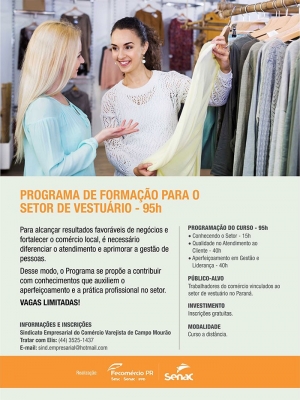 PROGRAMA DE FORMAÇÃO PARA O
SETOR DE VESTUÁRIO - 95h
Para alcançar resultados favoráveis de negócios e
fortalecer o comércio local, é necessário
diferenciar o atendimento e aprimorar a gestão de
pessoas.
Desse modo, o Programa se propõe a contribuir
com conhecimentos que auxiliem o
aperfeiçoamento e a prática profissional no setor.
VAGAS LIMITADAS!
INFORMAÇÕES E INSCRIÇÕES
Sindicato Empresarial do Comércio Varejista de Campo Mourão
Tratar com Elis: (44) 3525-1437
E-mail: sind.empresarial@hotmail.com
PROGRAMAÇÃO DO CURSO - 95h
• Conhecendo o Setor - 15h
• Qualidade no Atendimento ao
Cliente - 40h
• Aperfeiçoamento em Gestão e
Liderança - 40h
PÚBLICO-ALVO
Trabalhadores do comércio vinculados ao
setor de vestuário no Paraná.
INVESTIMENTO
Inscrições gratuitas.
MODALIDADE
Curso a distância.
Realização:
Fecomércio PR
Sesc Senac
Senac